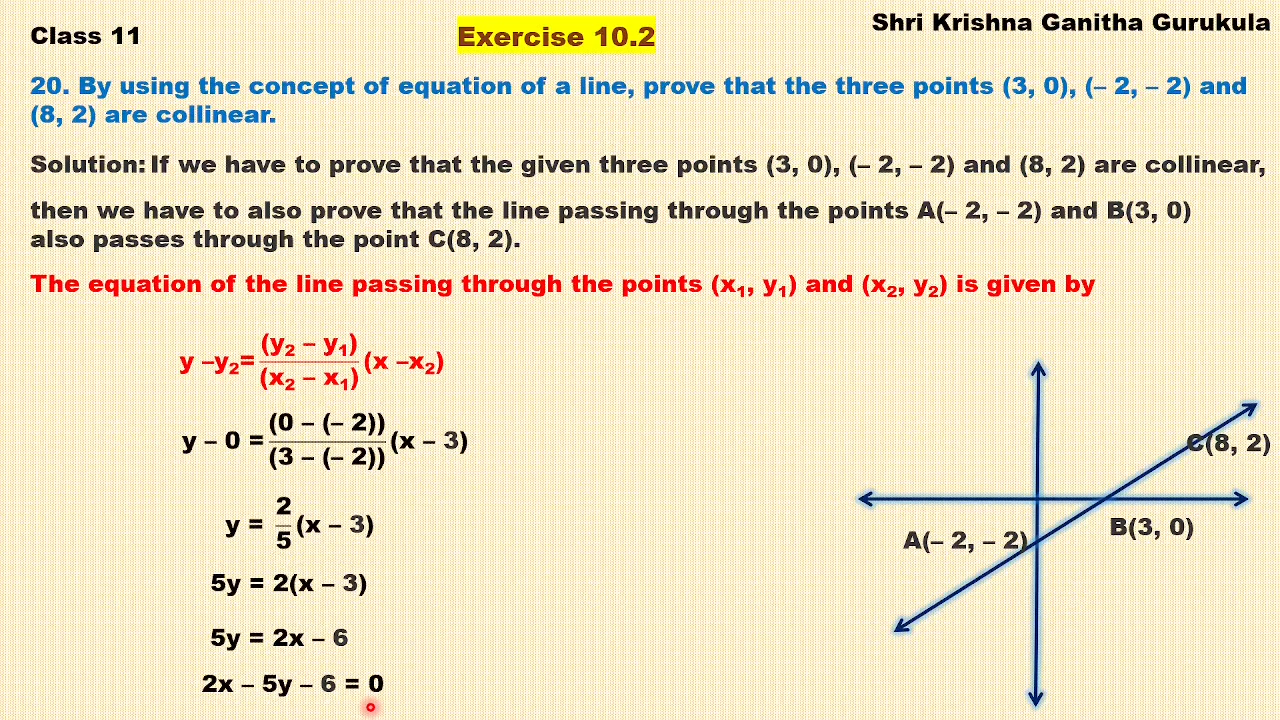 Class 11
Exercise 10.2
Shri Krishna Ganitha Gurukula
20. By using the concept of equation of a line, prove that the three points (3, 0), (– 2, – 2) and
(8, 2) are collinear.
Solution: If we have to prove that the given three points (3, 0), (– 2, – 2) and (8, 2) are collinear,
then we have to also prove that the line passing through the points A(– 2, – 2) and B(3, 0)
also passes through the point C(8, 2).
The equation of the line passing through the points (x₁, y₁) and (x₂, y₂) is given by
y –y₂= (y₂ – y₁)/(x₂ – x₁) (x –x₂)
y – 0 = (0 – (– 2))/(3 – (– 2)) (x – 3)
y = 2/5 (x – 3)
5y = 2(x – 3)
5y = 2x – 6
2x – 5y – 6 = 0
C(8, 2)
B(3, 0)
A(– 2, – 2)